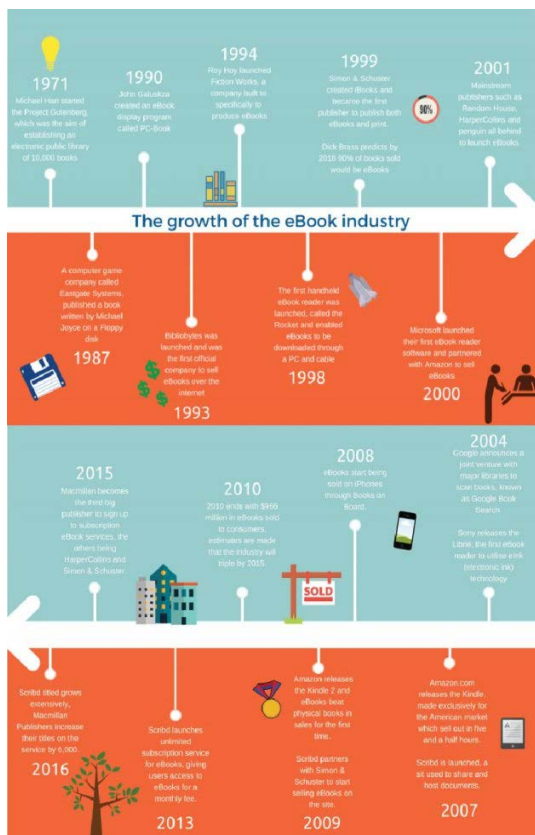 1971
Michael Hart started
the Project Gutenberg
which was the aim of
establishing an
electronic public library
of 10,000 books
1990
John Galuskza
created an eBook
display program
called PC-Book
1994
Roy Hoy launched
Fiction Works, a
company built to
specifically to
produce eBooks
1999
Simon & Schuster
created iBooks and
became the first
publisher to publish both
eBooks and print.
Dick Brass predicts by
2018 90% of books sold
would be eBooks
90%
2001
Mainstream
publishers such as
Random House,
HarperCollins and
penguin all behind
to launch eBooks.
The growth of the eBook industry
A computer game
company called
Eastgate Systems,
published a book
written by Michael
Joyce on a Floppy
disk
1987
Bibliobytes was
launched and was
the first official
company to sell
eBooks over the
internet
1993
The first handheld
eBook reader was
launched, called the
Rocket and enabled
eBooks to be
downloaded through
a PC and cable
1998
Microsoft launched
their first eBook reader
software and partnered
with Amazon to sell
eBooks.
2000
2015
Macmillan becomes
the third big
publisher to sign up
to subscription
eBook services, the
others being
HarperCollins and
Simon & Schuster.
2010
2010 ends with $966
million in eBooks sold
to consumers,
estimates are made
that the industry will
triple by 2015.
SOLD
2008
eBooks start being
sold on iPhones
through Books on
Board.
2004
Google announces a
joint venture with
major libraries to
scan books, known
as Google Book
Search.
Sony releases the
Librie, the first eBook
reader to utilise eink
(electronic ink)
technology
Scribd titled grows
extensively,
Macmillan
Publishers increase
their titles on the
service by 6,000.
2016
Scribd launches
unlimited
subscription service
for eBooks, giving
users access to
eBooks for a
monthly fee.
2013
Amazon releases
the Kindle 2 and
eBooks beat
physical books in
sales for the first
time.
Scribd partners
with Simon &
Schuster to start
selling eBooks on
the site.
2009
Amazon.com
releases the Kindle,
made exclusively for
the American market
which sell out in five
and a half hours.
Scribd is launched, a
sit used to share and
host documents.
2007